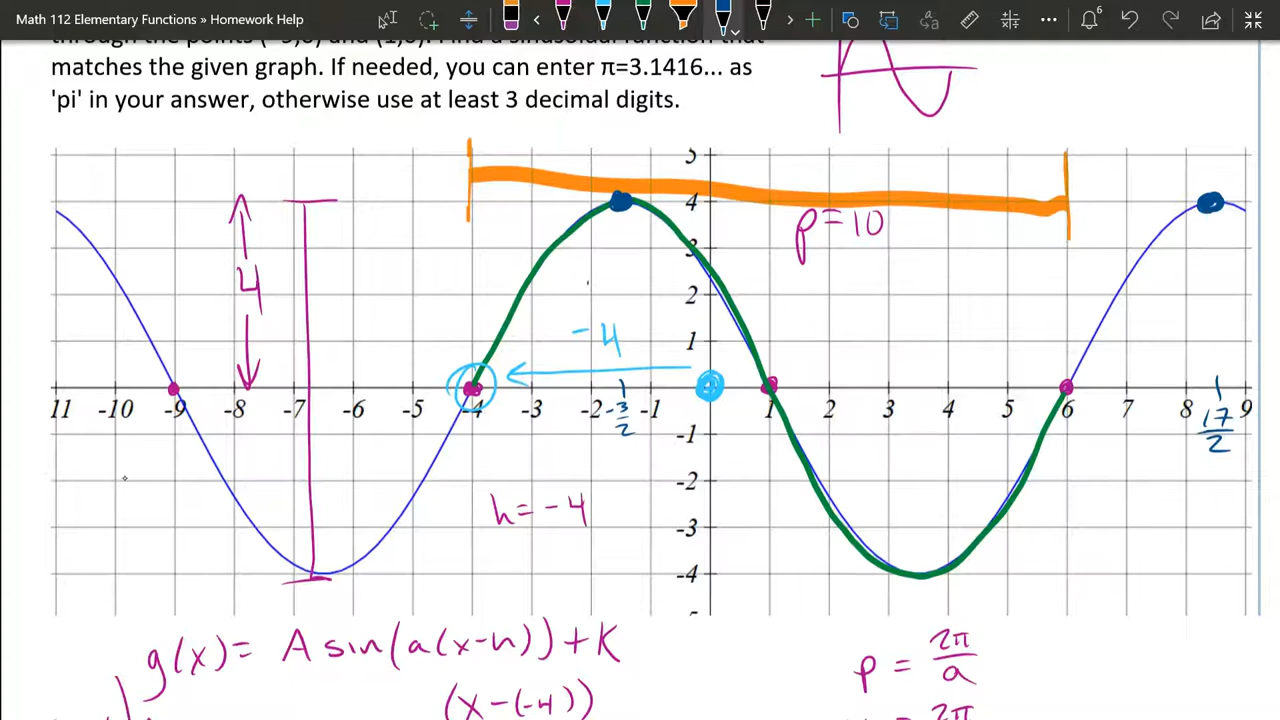 Math 112 Elementary Functions » Homework Help
6
matches the given graph. If needed, you can enter π=3.1416... as
'pi' in your answer, otherwise use at least 3 decimal digits.
5
4
3
2
1
p=10
4
-4
11 -10 -9 -8 -7 -6 -5 -4 -3 -2 -1 1 2 3 4 5 6 7 8 9
-3/2
17/2
-1
-2
-3
-4
h=-4
g(x)= A sin(a(x-h))+K
p = 2π/a
(x-(-4))
2π